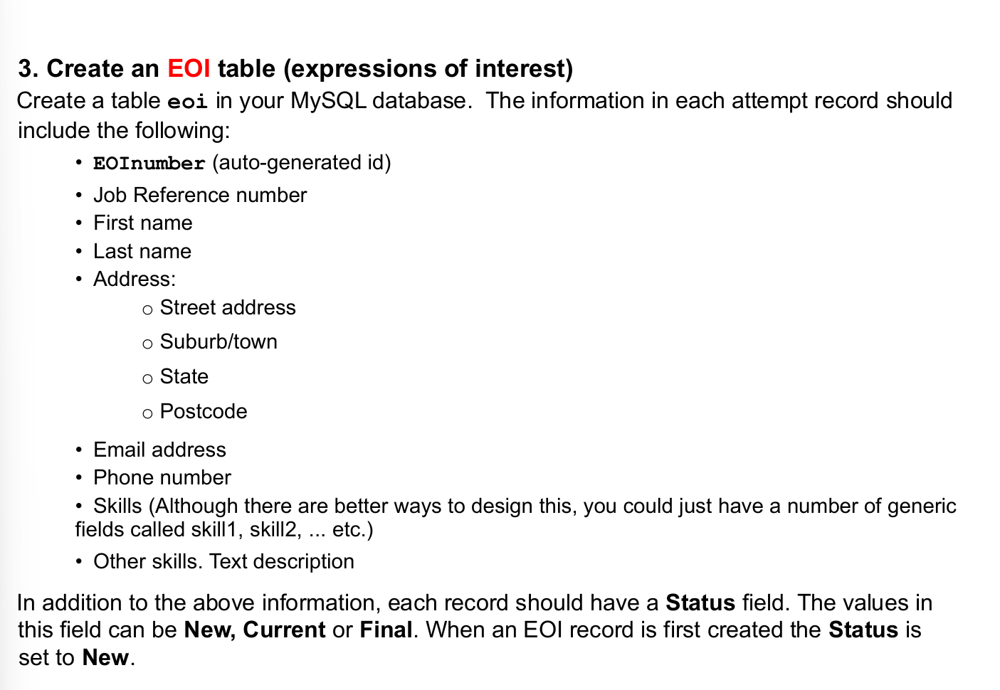 3. Create an EOI table (expressions of interest)
Create a table eoi in your MySQL database. The information in each attempt record should
include the following:
• EOInumber (auto-generated id)
• Job Reference number
• First name
• Last name
• Address:
o Street address
o Suburb/town
o State
o Postcode
• Email address
• Phone number
• Skills (Although there are better ways to design this, you could just have a number of generic
fields called skill1, skill2, ... etc.)
• Other skills. Text description
In addition to the above information, each record should have a Status field. The values in
this field can be New, Current or Final. When an EOI record is first created the Status is
set to New.